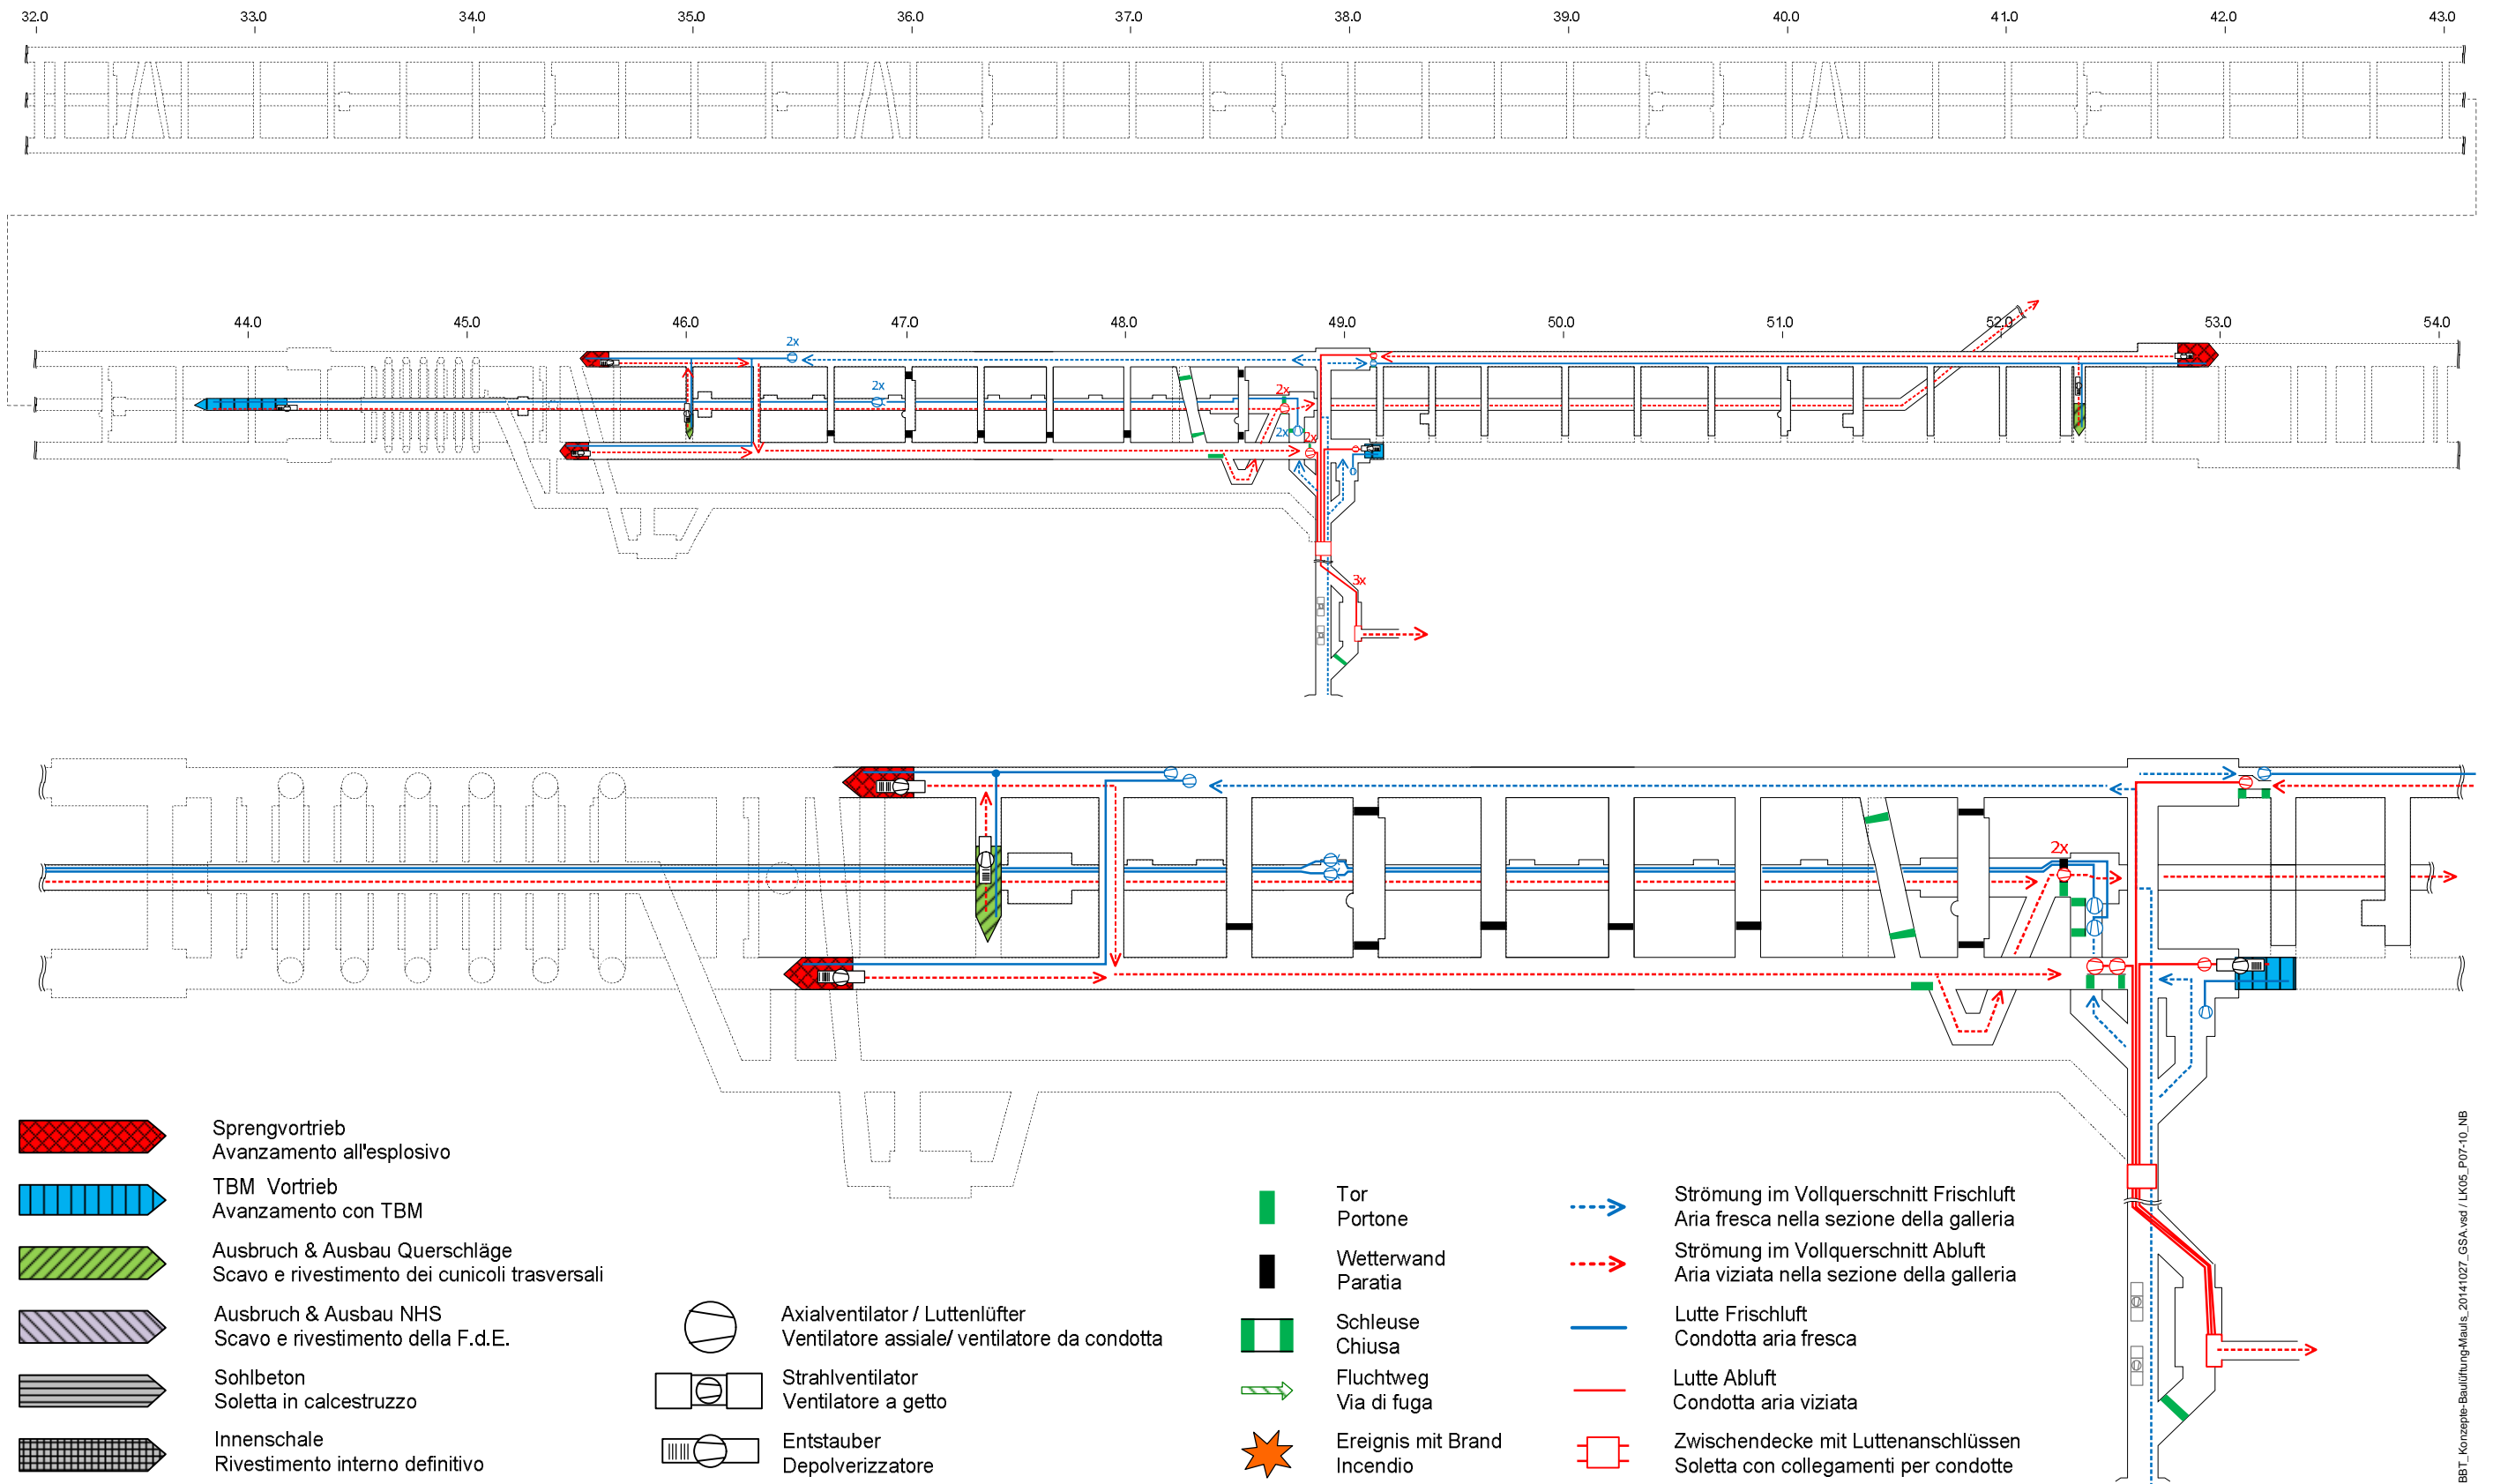 32.0 33.0 34.0 35.0 36.0 37.0 38.0 39.0 40.0 41.0 42.0 43.0
44.0 45.0 46.0 47.0 48.0 49.0 50.0 51.0 52.0 53.0 54.0
2x
2x
2x
2x
2x
3x
2x
Sprengvortrieb
Avanzamento all'esplosivo
TBM Vortrieb
Avanzamento con TBM
Ausbruch & Ausbau Querschläge
Scavo e rivestimento dei cunicoli trasversali
Ausbruch & Ausbau NHS
Scavo e rivestimento della F.d.E.
Sohlbeton
Soletta in calcestruzzo
Innenschale
Rivestimento interno definitivo
Axialventilator / Luttenlüfter
Ventilatore assiale/ ventilatore da condotta
Strahlventilator
Ventilatore a getto
Entstauber
Depolverizzatore
Tor
Portone
Wetterwand
Paratia
Schleuse
Chiusa
Fluchtweg
Via di fuga
Ereignis mit Brand
Incendio
Strömung im Vollquerschnitt Frischluft
Aria fresca nella sezione della galleria
Strömung im Vollquerschnitt Abluft
Aria viziata nella sezione della galleria
Lutte Frischluft
Condotta aria fresca
Lutte Abluft
Condotta aria viziata
Zwischendecke mit Luttenanschlüssen
Soletta con collegamenti per condotte
BBT_Konzepte-Baulüftung-Mauls_20141027_GSA.vsd / LK05_P07-10_NB